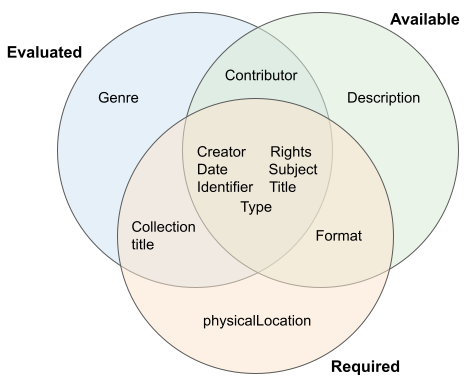 Available
Evaluated
Contributor
Genre
Description
Creator Rights
Date Subject
Identifier Title
Type
Collection
title
Format
physicalLocation
Required